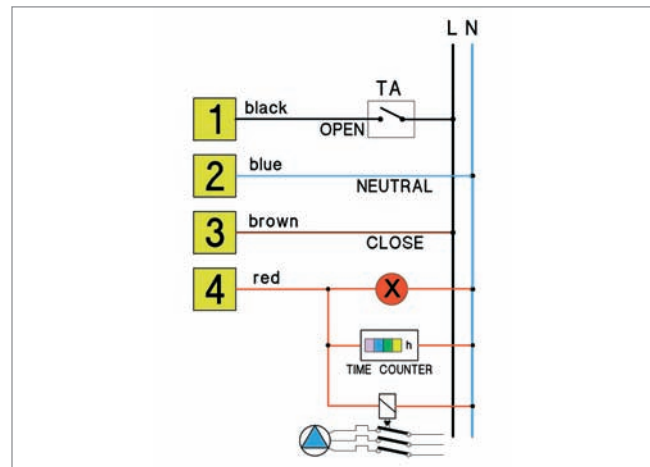 L N
TA
1 black
OPEN
2 blue
NEUTRAL
3 brown
CLOSE
4 red
X
h
TIME COUNTER